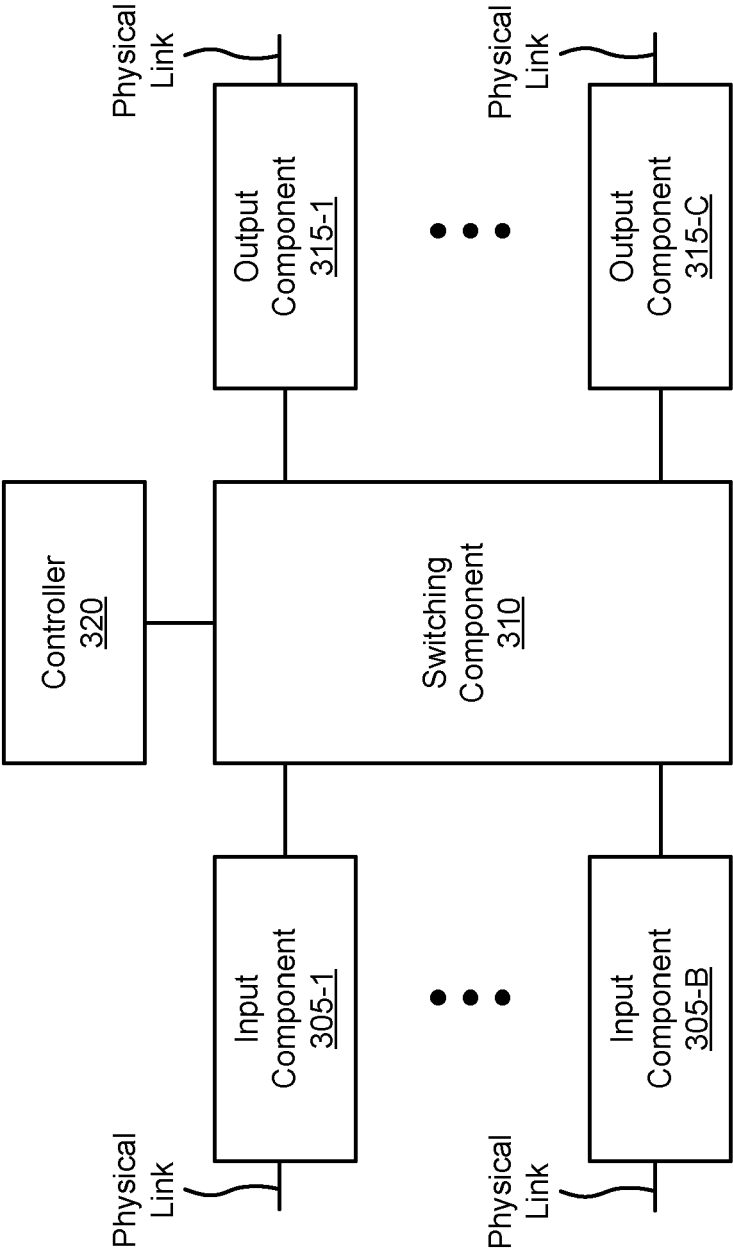 Controller
320
Physical
Link
Input
Component
305-1
Switching
Component
310
Output
Component
315-1
Physical
Link
Physical
Link
Input
Component
305-B
Output
Component
315-C
Physical
Link